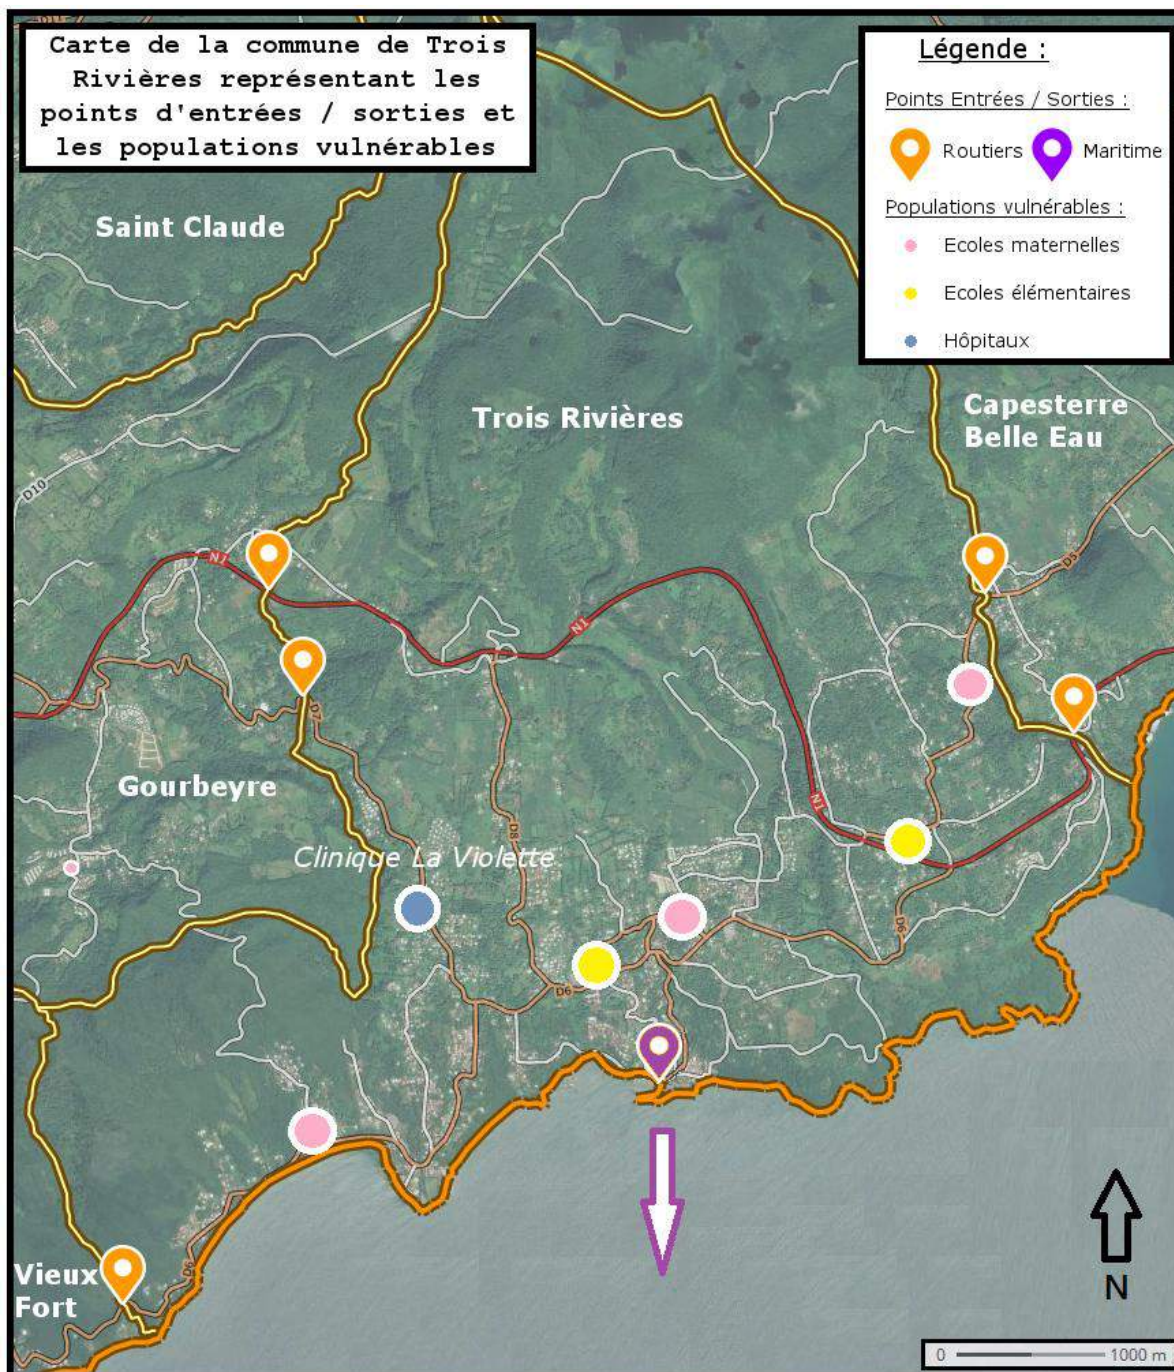 Carte de la commune de Trois
Rivières représentant les
points d'entrées / sorties et
les populations vulnérables
Légende :
Points Entrées / Sorties :
Routiers
Maritime
Populations vulnérables :
Ecoles maternelles
Ecoles élémentaires
Hôpitaux
Saint Claude
Trois Rivières
Capesterre
Belle Eau
D10
N1
D5
N1
D7
Gourbeyre
N1
D8
Clinique La Violette
D6
D6
D6
Vieux
Fort
N
0
1000 m